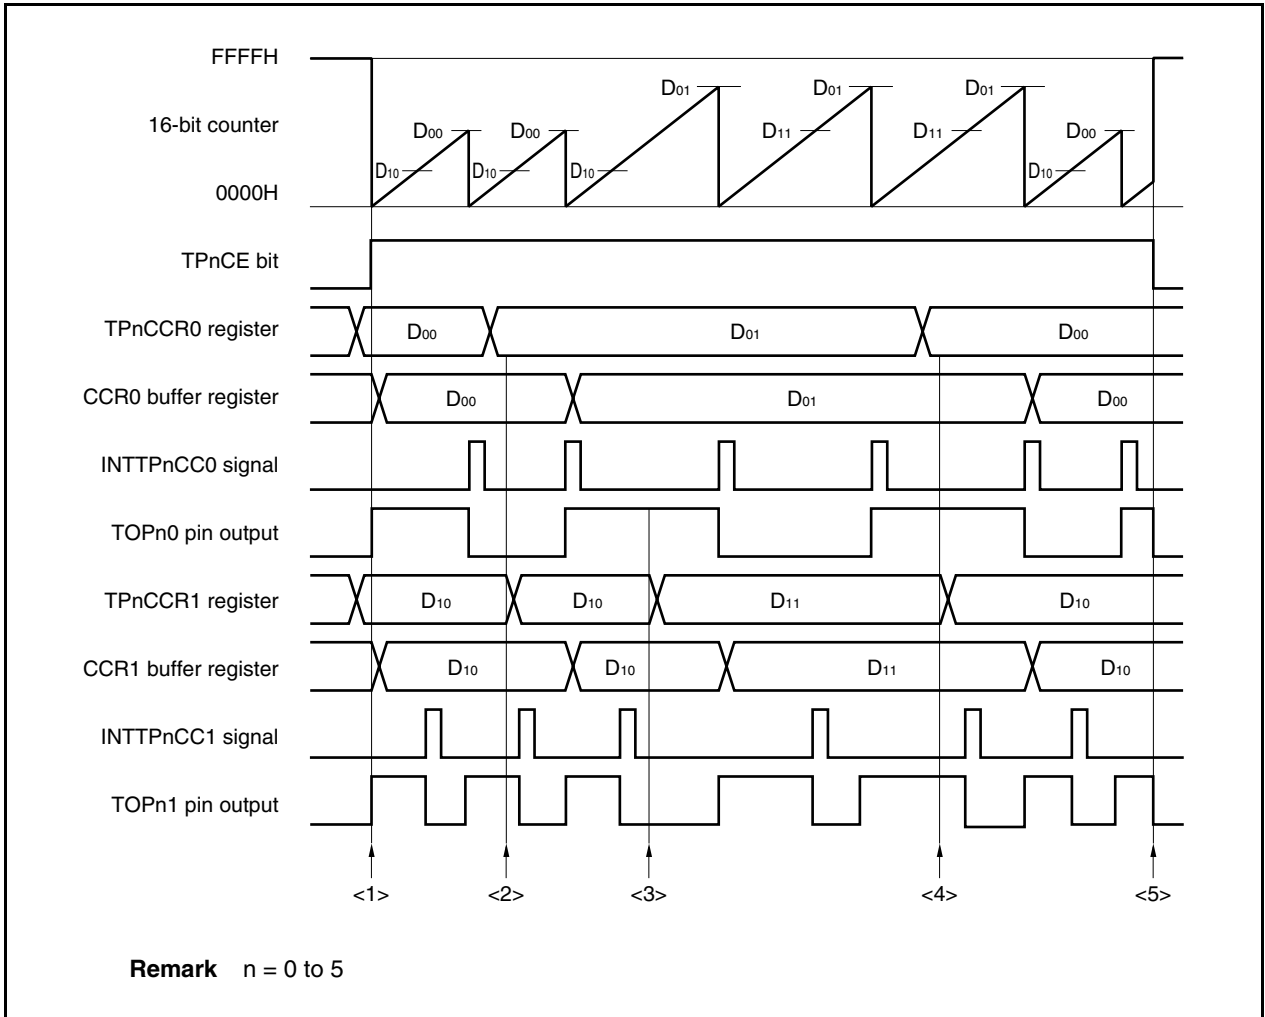 FFFFH
16-bit counter
0000H
D10 D00 D10 D00 D10 D01 D11 D01 D11 D01 D10 D00
TPnCE bit
TPnCCR0 register D00 D01 D00
CCR0 buffer register D00 D01 D00
INTTPnCC0 signal
TOPn0 pin output
TPnCCR1 register D10 D10 D11 D10
CCR1 buffer register D10 D10 D11 D10
INTTPnCC1 signal
TOPn1 pin output
<1> <2> <3> <4> <5>
Remark n = 0 to 5